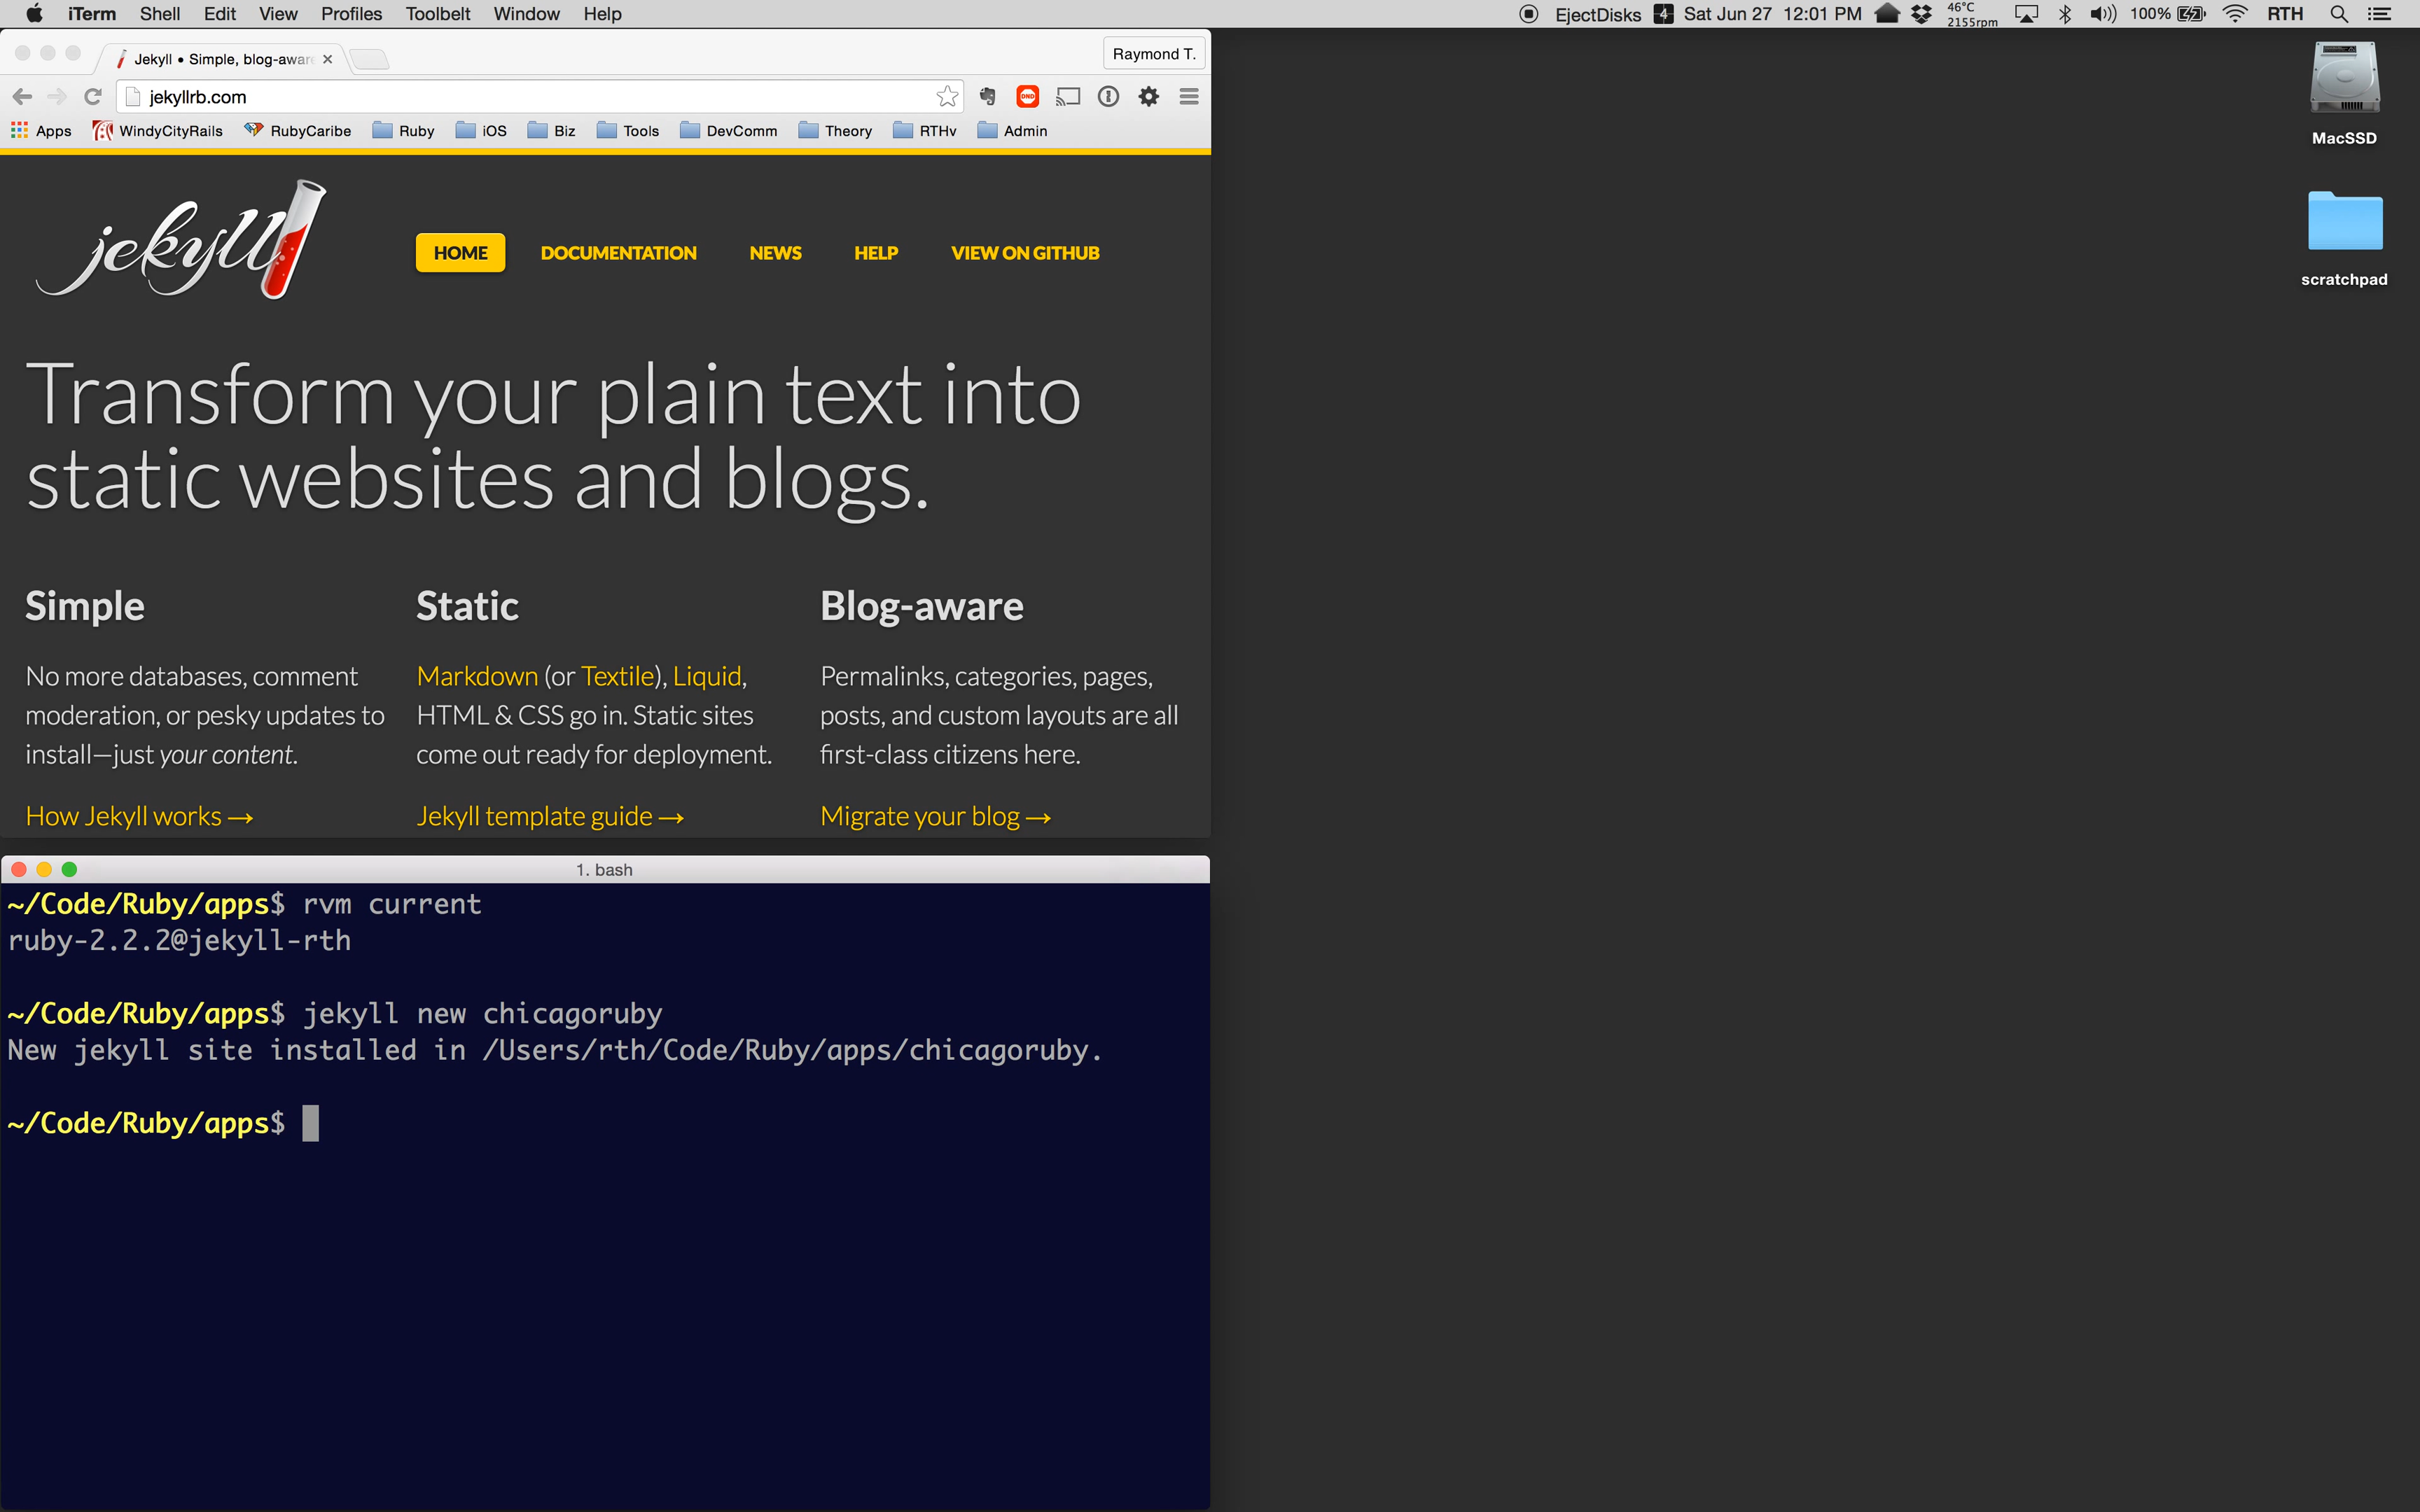 iTerm Shell Edit View Profiles Toolbelt Window Help
EjectDisks 4 Sat Jun 27 12:01 PM 46°C 2155rpm 100% RTH
Jekyll • Simple, blog-awar
Raymond T.
jekyllrb.com
Apps WindyCityRails RubyCaribe Ruby iOS Biz Tools DevComm Theory RTHv Admin
jekyll
HOME DOCUMENTATION NEWS HELP VIEW ON GITHUB
Transform your plain text into
static websites and blogs.
Simple
No more databases, comment
moderation, or pesky updates to
install—just your content.
How Jekyll works →
Static
Markdown (or Textile), Liquid,
HTML & CSS go in. Static sites
come out ready for deployment.
Jekyll template guide →
Blog-aware
Permalinks, categories, pages,
posts, and custom layouts are all
first-class citizens here.
Migrate your blog →
1. bash
~/Code/Ruby/apps$ rvm current
ruby-2.2.2@jekyll-rth
~/Code/Ruby/apps$ jekyll new chicagoruby
New jekyll site installed in /Users/rth/Code/Ruby/apps/chicagoruby.
~/Code/Ruby/apps$
MacSSD
scratchpad